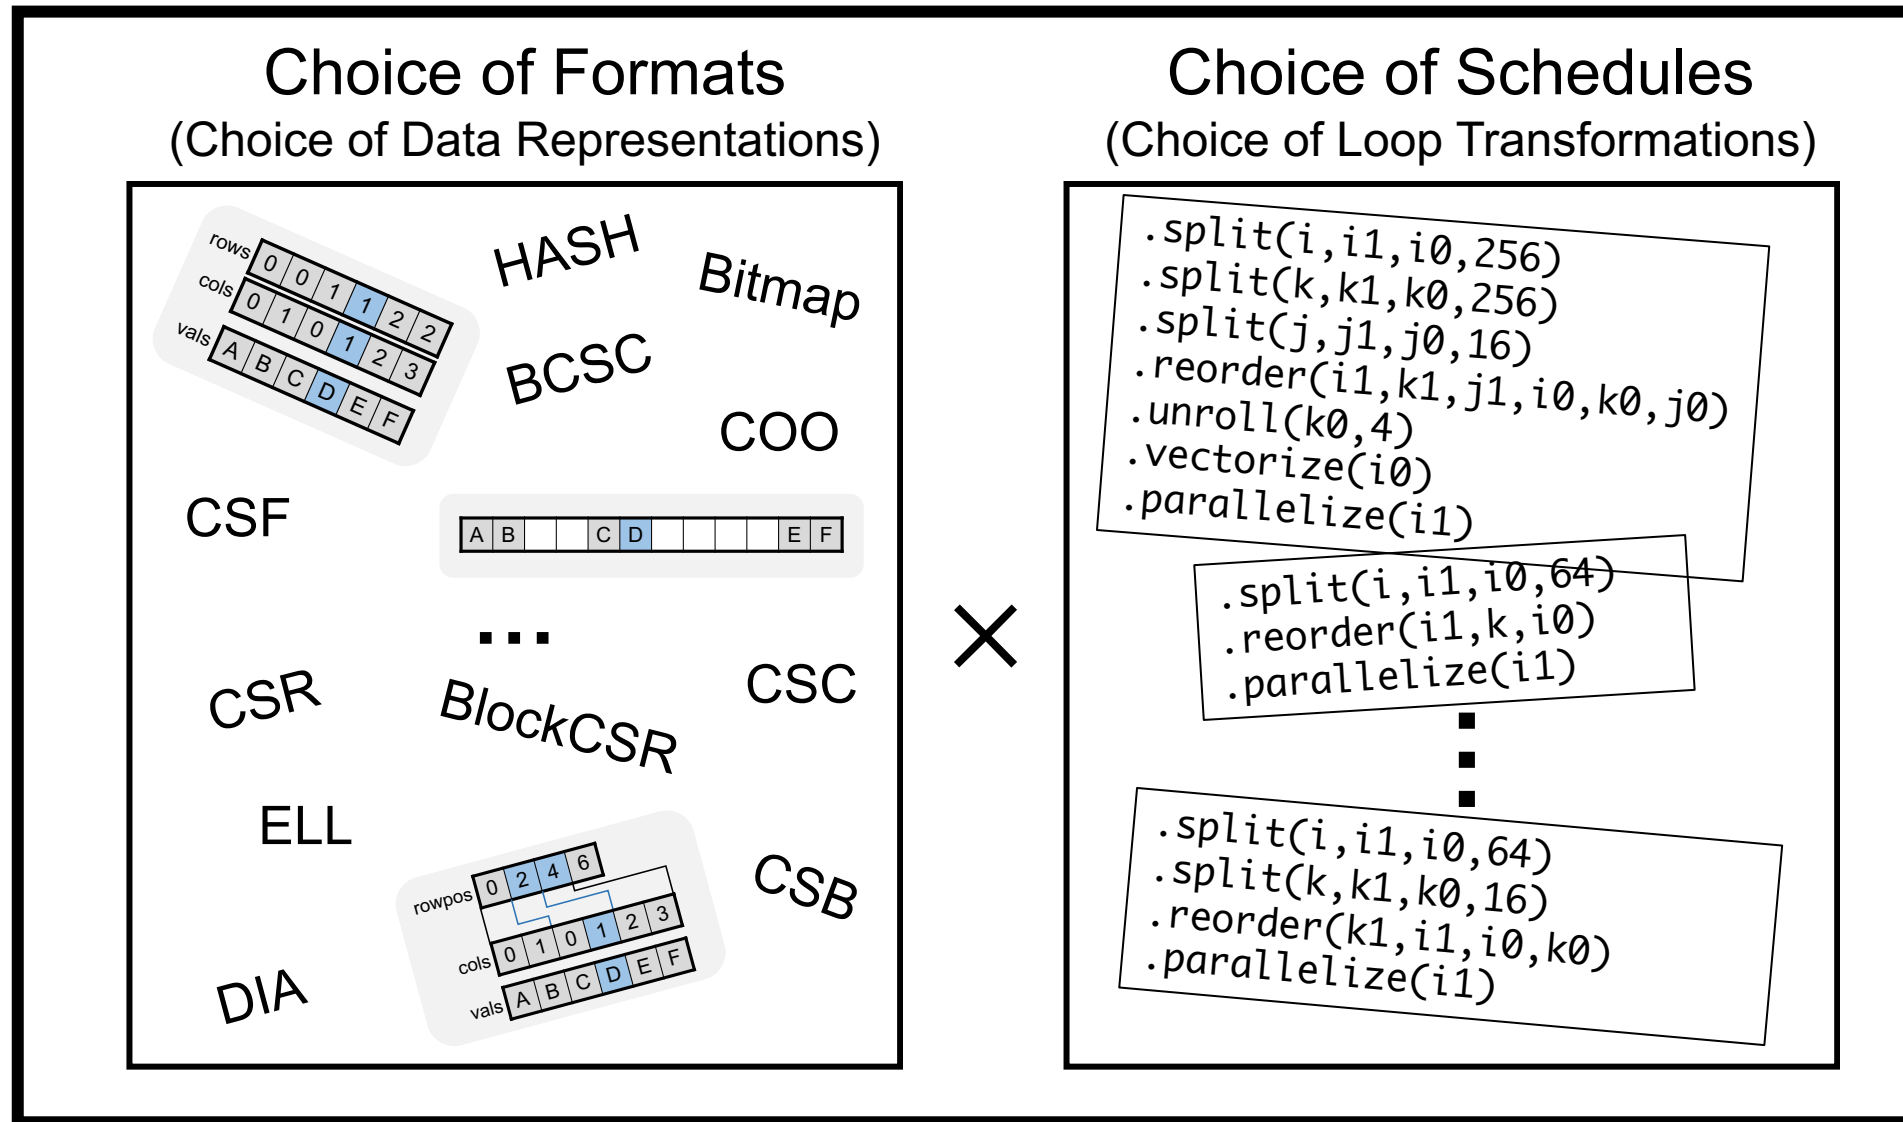 Choice of Formats
(Choice of Data Representations)
rows 0 0 1 1 2 2
cols 0 1 0 1 2 3
vals A B C D E F
HASH
Bitmap
BCSC
COO
CSF
A B C D E F
...
CSR
BlockCSR
CSC
ELL
rowpos 0 2 4 6
cols 0 1 0 1 2 3
vals A B C D E F
CSB
DIA
×
Choice of Schedules
(Choice of Loop Transformations)
.split(i,i1,i0,256)
.split(k,k1,k0,256)
.split(j,j1,j0,16)
.reorder(i1,k1,j1,i0,k0,j0)
.unroll(k0,4)
.vectorize(i0)
.parallelize(i1)
.split(i,i1,i0,64)
.reorder(i1,k,i0)
.parallelize(i1)
.split(i,i1,i0,64)
.split(k,k1,k0,16)
.reorder(k1,i1,i0,k0)
.parallelize(i1)